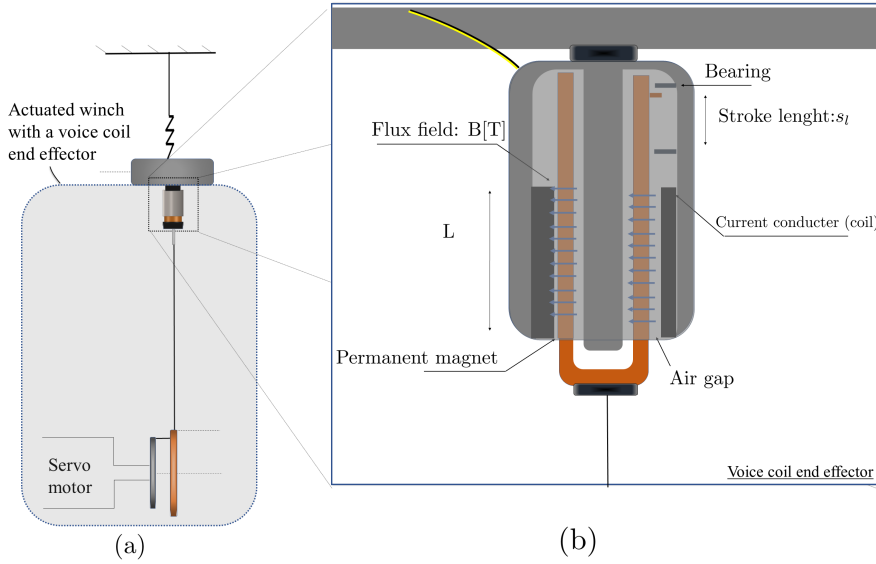 Actuated winch
with a voice coil
end effector
Servo
motor
(a)
Bearing
Stroke lenght:sₗ
Flux field: B[T]
L
Current conducter (coil)
Permanent magnet
Air gap
Voice coil end effector
(b)